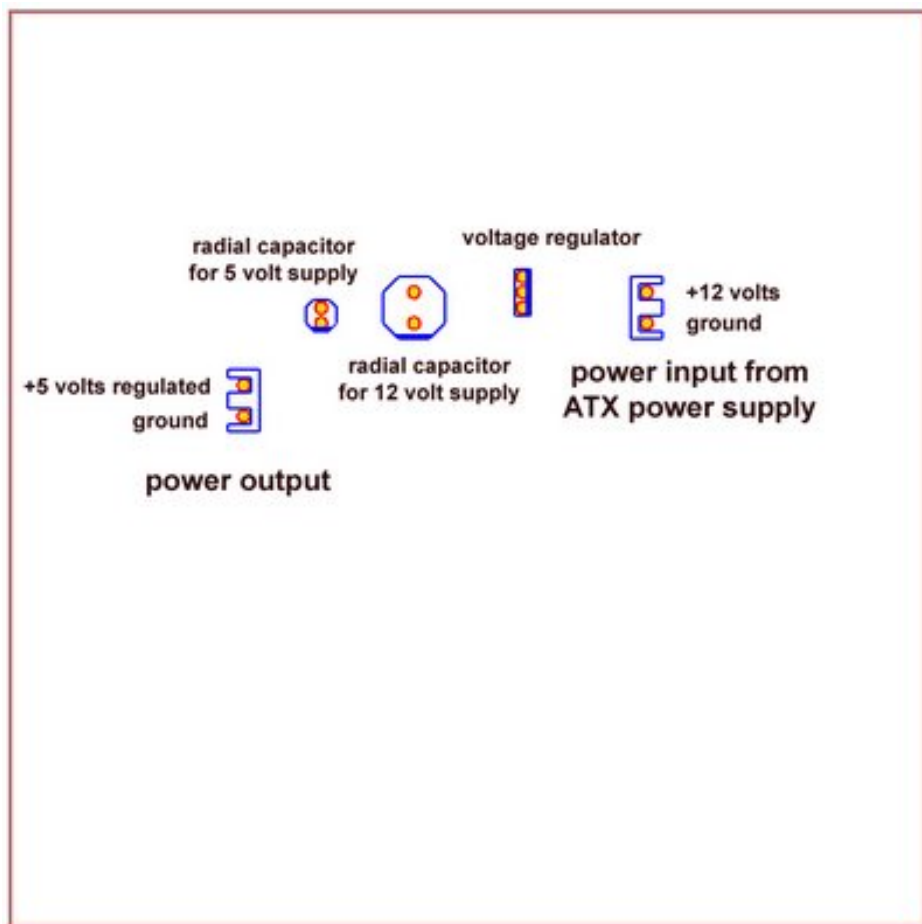 radial capacitor
for 5 volt supply
voltage regulator
+12 volts
ground
radial capacitor
for 12 volt supply
power input from
ATX power supply
+5 volts regulated
ground
power output